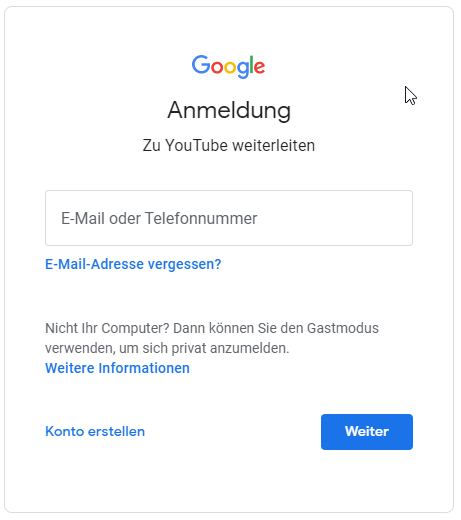 Google
Anmeldung
Zu YouTube weiterleiten
E-Mail oder Telefonnummer
E-Mail-Adresse vergessen?
Nicht Ihr Computer? Dann können Sie den Gastmodus
verwenden, um sich privat anzumelden.
Weitere Informationen
Konto erstellen
Weiter